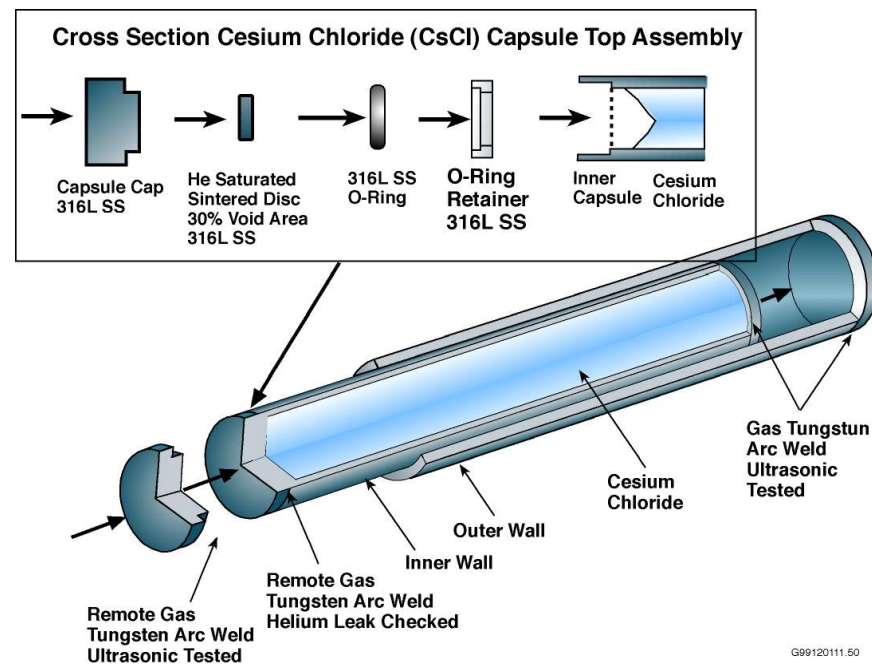 Cross Section Cesium Chloride (CsCl) Capsule Top Assembly
Capsule Cap
316L SS
He Saturated
Sintered Disc
30% Void Area
316L SS
316L SS
O-Ring
O-Ring
Retainer
316L SS
Inner
Capsule
Cesium
Chloride
Gas Tungstun
Arc Weld
Ultrasonic
Tested
Cesium
Chloride
Outer Wall
Inner Wall
Remote Gas
Tungsten Arc Weld
Helium Leak Checked
Remote Gas
Tungsten Arc Weld
Ultrasonic Tested
G99120111.50